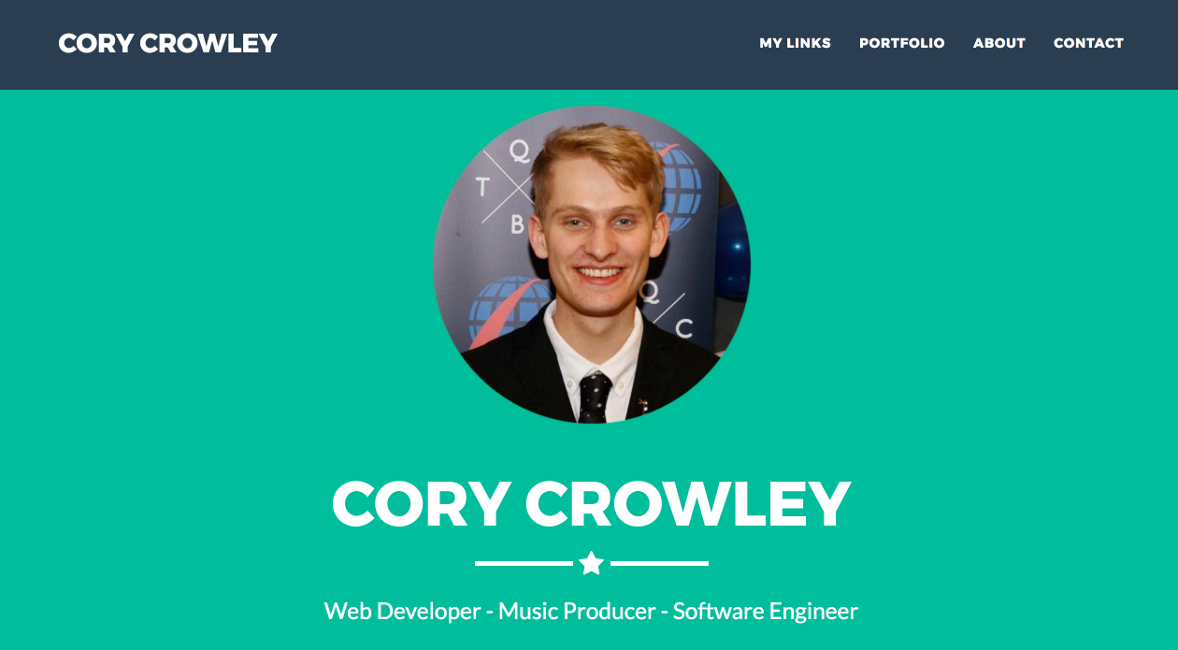 CORY CROWLEY
MY LINKS PORTFOLIO ABOUT CONTACT
Q
T
B
Q
C
CORY CROWLEY
Web Developer - Music Producer - Software Engineer